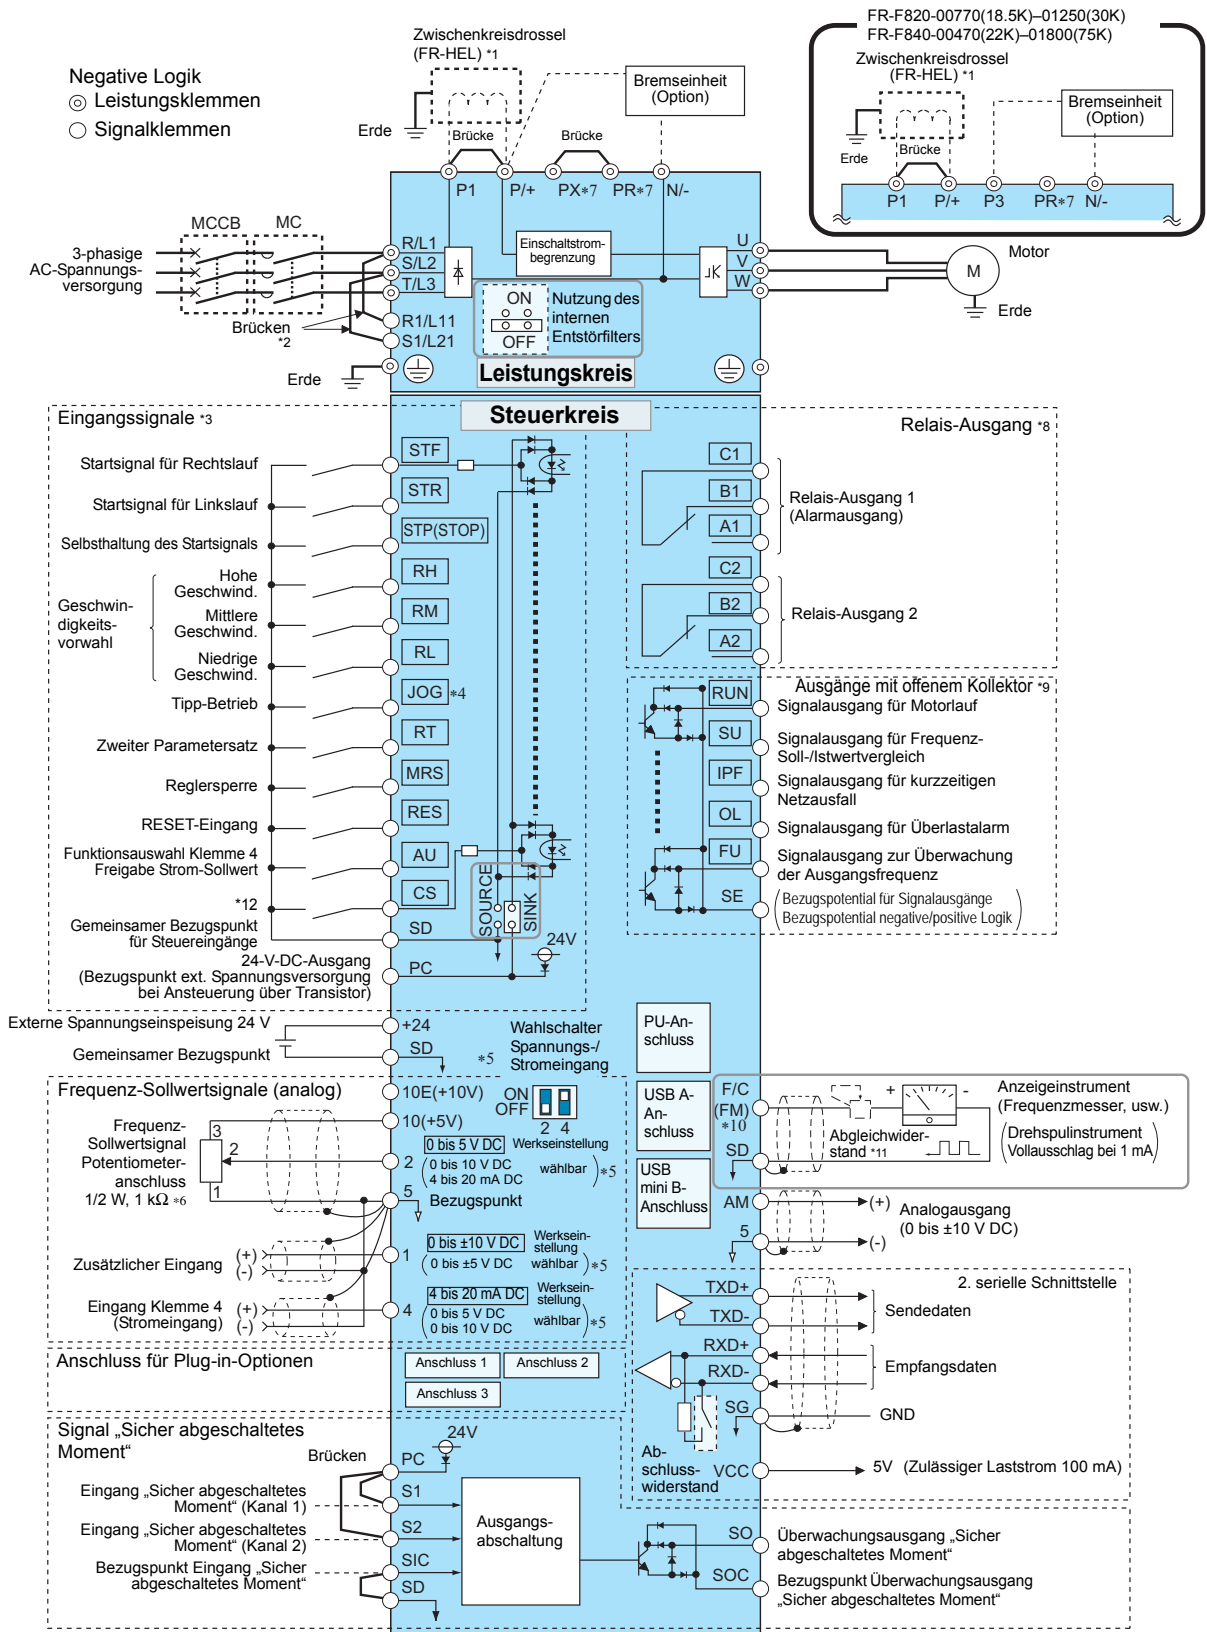 FR-F820-00770(18.5K)–01250(30K)
FR-F840-00470(22K)–01800(75K)
Zwischenkreisdrossel
(FR-HEL) *1
Bremseinheit
(Option)
Erde
Brücke
P1
P/+
P3
PR*7
N/-
Negative Logik
Leistungsklemmen
Signalklemmen
Zwischenkreisdrossel
(FR-HEL) *1
Bremseinheit
(Option)
Erde
Brücke
Brücke
P1
P/+
PX*7
PR*7
N/-
MCCB
MC
3-phasige
AC-Spannungs-
versorgung
R/L1
S/L2
T/L3
R1/L11
S1/L21
Brücken
*2
Erde
Einschaltstrom-
begrenzung
ON
OFF
Nutzung des
internen
Entstörfilters
U
V
W
Motor
M
Erde
Leistungskreis
Steuerkreis
Eingangssignale *3
Startsignal für Rechtslauf
STF
Startsignal für Linkslauf
STR
Selbsthaltung des Startsignals
STP(STOP)
Geschwin-
digkeits-
vorwahl
Hohe
Geschwind.
RH
Mittlere
Geschwind.
RM
Niedrige
Geschwind.
RL
Tipp-Betrieb
JOG *4
Zweiter Parametersatz
RT
Reglersperre
MRS
RESET-Eingang
RES
Funktionsauswahl Klemme 4
Freigabe Strom-Sollwert
AU
*12
CS
Gemeinsamer Bezugspunkt
für Steuereingänge
SD
24-V-DC-Ausgang
(Bezugspunkt ext. Spannungsversorgung
bei Ansteuerung über Transistor)
PC
SOURCE
SINK
24V
Relais-Ausgang *8
C1
B1
A1
Relais-Ausgang 1
(Alarmausgang)
C2
B2
A2
Relais-Ausgang 2
Ausgänge mit offenem Kollektor *9
RUN
Signalausgang für Motorlauf
SU
Signalausgang für Frequenz-
Soll-/Istwertvergleich
IPF
Signalausgang für kurzzeitigen
Netzausfall
OL
Signalausgang für Überlastalarm
FU
Signalausgang zur Überwachung
der Ausgangsfrequenz
SE
(Bezugspotential für Signalausgänge
Bezugspotential negative/positive Logik)
Externe Spannungseinspeisung 24 V
+24
Gemeinsamer Bezugspunkt
SD
Wahlschalter
Spannungs-/
Stromeingang
*5
ON
OFF
2 4
Frequenz-Sollwertsignale (analog)
10E(+10V)
10(+5V)
Frequenz-
Sollwertsignal
Potentiometer-
anschluss
1/2 W, 1 kΩ *6
3
2
1
2
0 bis 5 V DC
Werkseinstellung
(0 bis 10 V DC
4 bis 20 mA DC
wählbar) *5
5
Bezugspunkt
Zusätzlicher Eingang
(+)
(-)
1
0 bis ±10 V DC
Werksein-
stellung
(0 bis ±5 V DC
wählbar) *5
Eingang Klemme 4
(Stromeingang)
(+)
(-)
4
4 bis 20 mA DC
Werksein-
stellung
(0 bis 5 V DC
0 bis 10 V DC
wählbar) *5
PU-An-
schluss
USB A-
An-
schluss
USB
mini B-
Anschluss
F/C
(FM)
*10
SD
+
-
Abgleichwider-
stand *11
Anzeigeinstrument
(Frequenzmesser, usw.)
(Drehspulinstrument
Vollausschlag bei 1 mA)
AM
5
(+)
(-)
Analogausgang
(0 bis ±10 V DC)
2. serielle Schnittstelle
TXD+
TXD-
Sendedaten
RXD+
RXD-
Empfangsdaten
SG
GND
Ab-
schluss-
widerstand
VCC
5V (Zulässiger Laststrom 100 mA)
Anschluss für Plug-in-Optionen
Anschluss 1
Anschluss 2
Anschluss 3
Signal „Sicher abgeschaltetes
Moment“
Brücken
24V
PC
Eingang „Sicher abgeschaltetes
Moment“ (Kanal 1)
S1
Eingang „Sicher abgeschaltetes
Moment“ (Kanal 2)
S2
Bezugspunkt Eingang „Sicher
abgeschaltetes Moment“
SIC
SD
Ausgangs-
abschaltung
SO
Überwachungsausgang „Sicher
abgeschaltetes Moment“
SOC
Bezugspunkt Überwachungsausgang
„Sicher abgeschaltetes Moment“